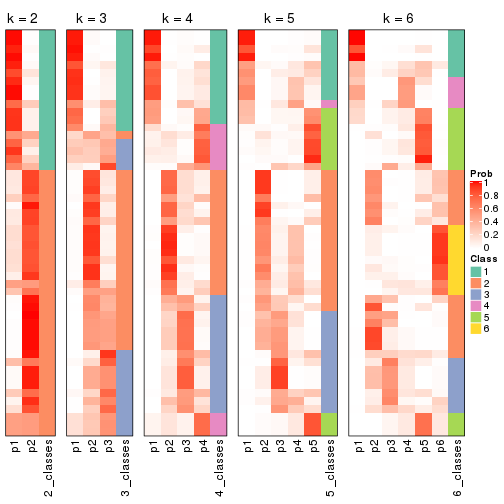 k = 2
k = 3
k = 4
k = 5
k = 6
Prob
1
0.8
0.6
0.4
0.2
0
Class
1
2
3
4
5
6
p1
p2
2_classes
p1
p2
p3
3_classes
p1
p2
p3
p4
4_classes
p1
p2
p3
p4
p5
5_classes
p1
p2
p3
p4
p5
p6
6_classes